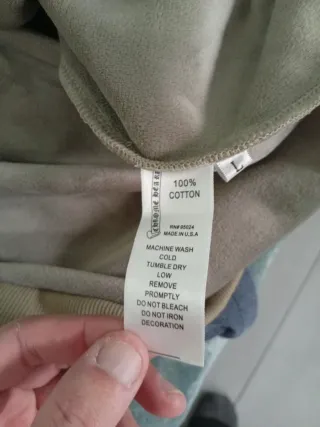 L
100%
COTTON
RN# 85024
MADE IN U.S.A
MACHINE WASH
COLD
TUMBLE DRY
LOW
REMOVE
PROMPTLY
DO NOT BLEACH
DO NOT IRON
DECORATION